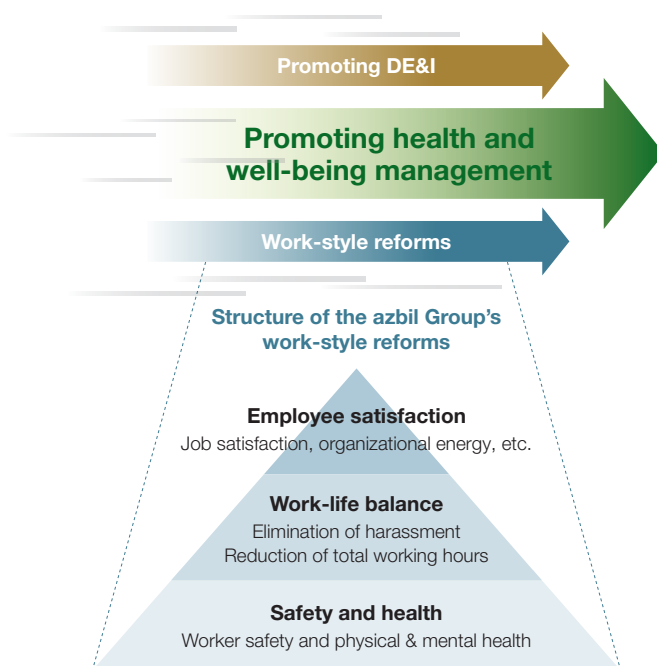 Promoting DE&I
Promoting health and
well-being management
Work-style reforms
Structure of the azbil Group's
work-style reforms
Employee satisfaction
Job satisfaction, organizational energy, etc.
Work-life balance
Elimination of harassment
Reduction of total working hours
Safety and health
Worker safety and physical & mental health